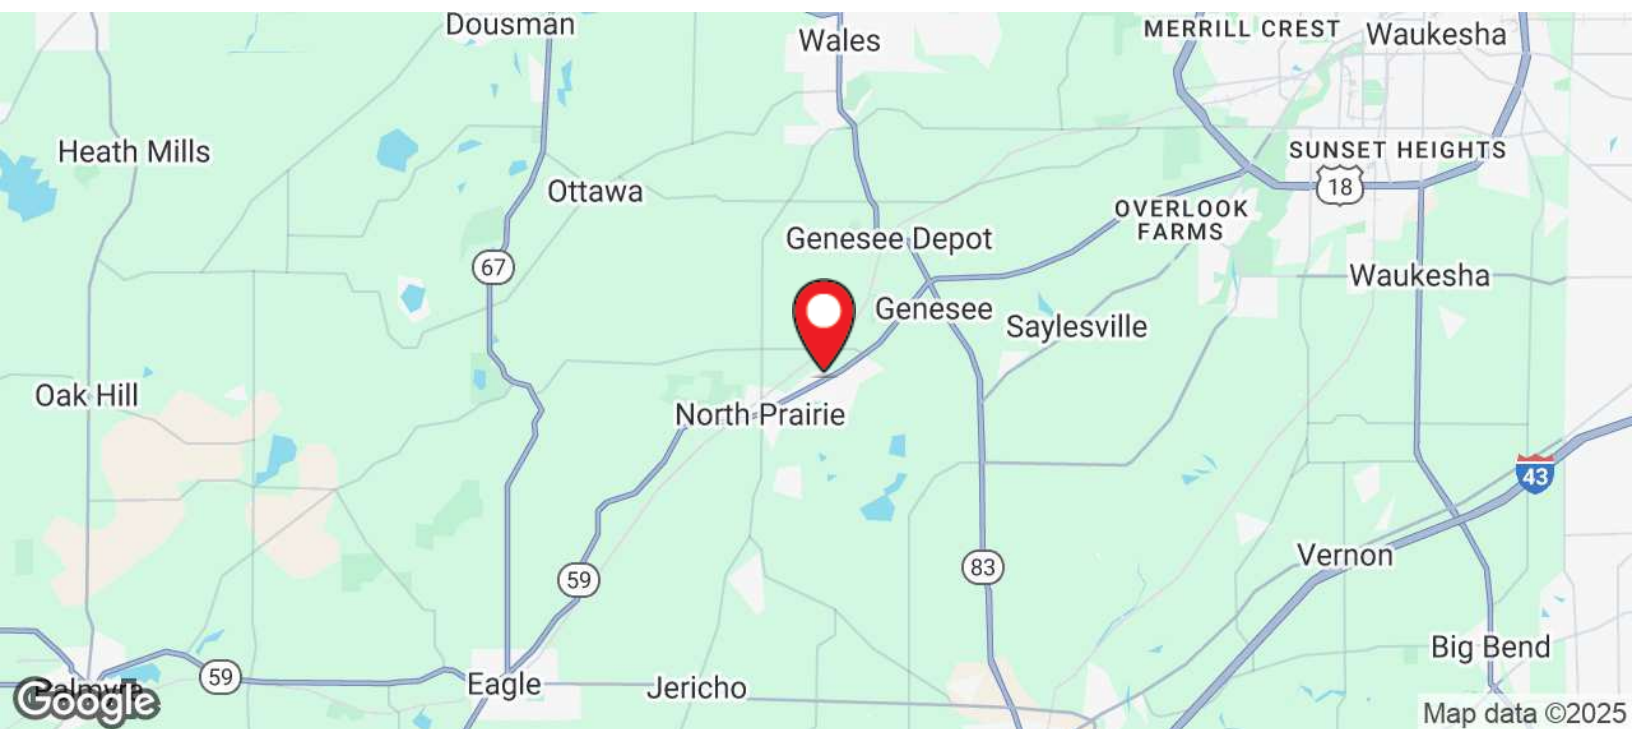 Dousman
Wales
MERRILL CREST
Waukesha
Heath Mills
SUNSET HEIGHTS
Ottawa
18
OVERLOOK
FARMS
Genesee Depot
67
Waukesha
Genesee
Saylesville
Oak Hill
North Prairie
43
Vernon
59
83
Big Bend
59
Eagle
Jericho
Palmyra
Google
Map data ©2025